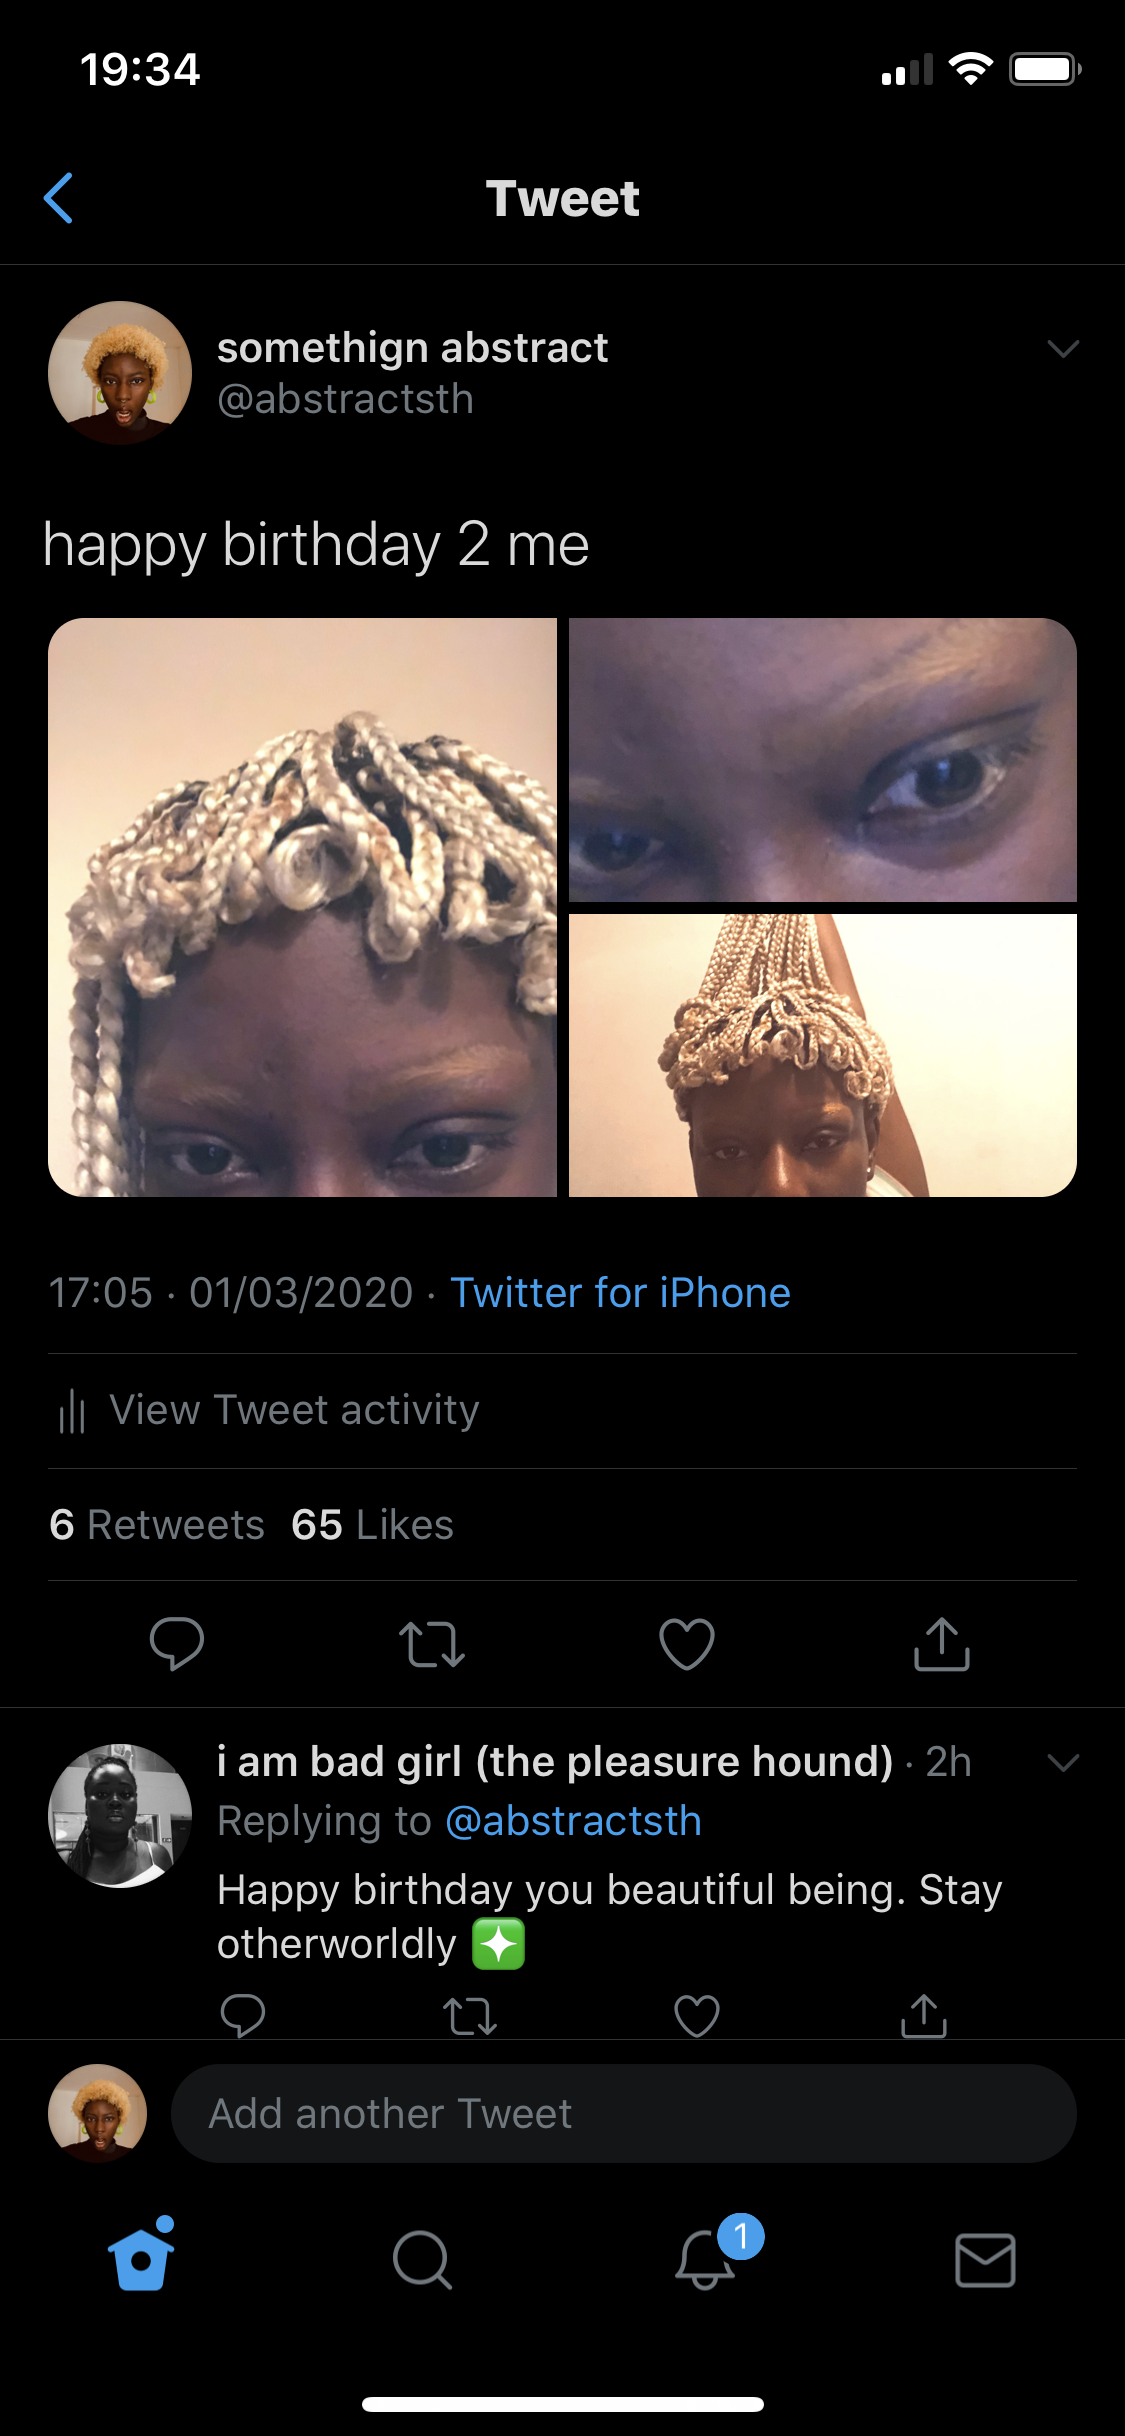 19:34
Tweet
somethign abstract
@abstractsth
happy birthday 2 me
17:05 · 01/03/2020 · Twitter for iPhone
View Tweet activity
6 Retweets 65 Likes
i am bad girl (the pleasure hound) · 2h
Replying to @abstractsth
Happy birthday you beautiful being. Stay
otherworldly ❇️
Add another Tweet
1